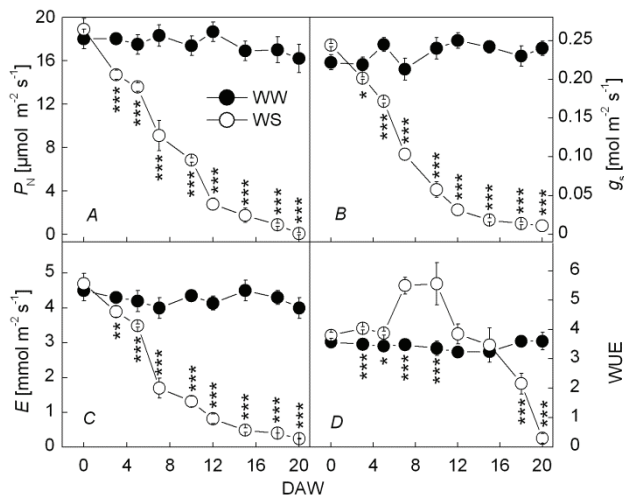 20
16
12
8
4
0
P_N [µmol m⁻² s⁻¹]
A
*** *** *** *** *** *** *** ***
WW
WS
B
* *** *** *** *** *** *** ***
0.25
0.20
0.15
0.10
0.05
0
g_s [mol m⁻² s⁻¹]
5
4
3
2
1
0
E [mmol m⁻² s⁻¹]
C
** *** *** *** *** *** *** ***
D
*** * *** *** *** ***
6
5
4
3
2
1
0
WUE
0 4 8 12 16 20
0 4 8 12 16 20
DAW